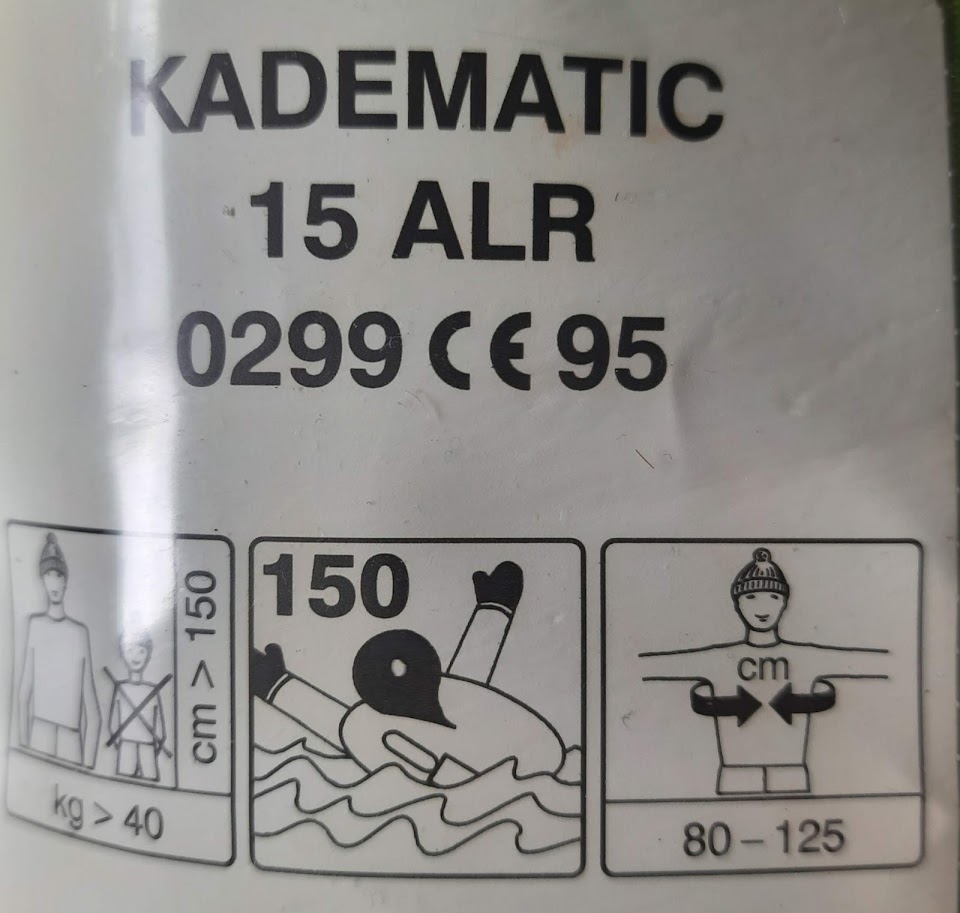 KADEMATIC
15 ALR
0299 CE 95
cm > 150
kg > 40
150
cm
80 – 125